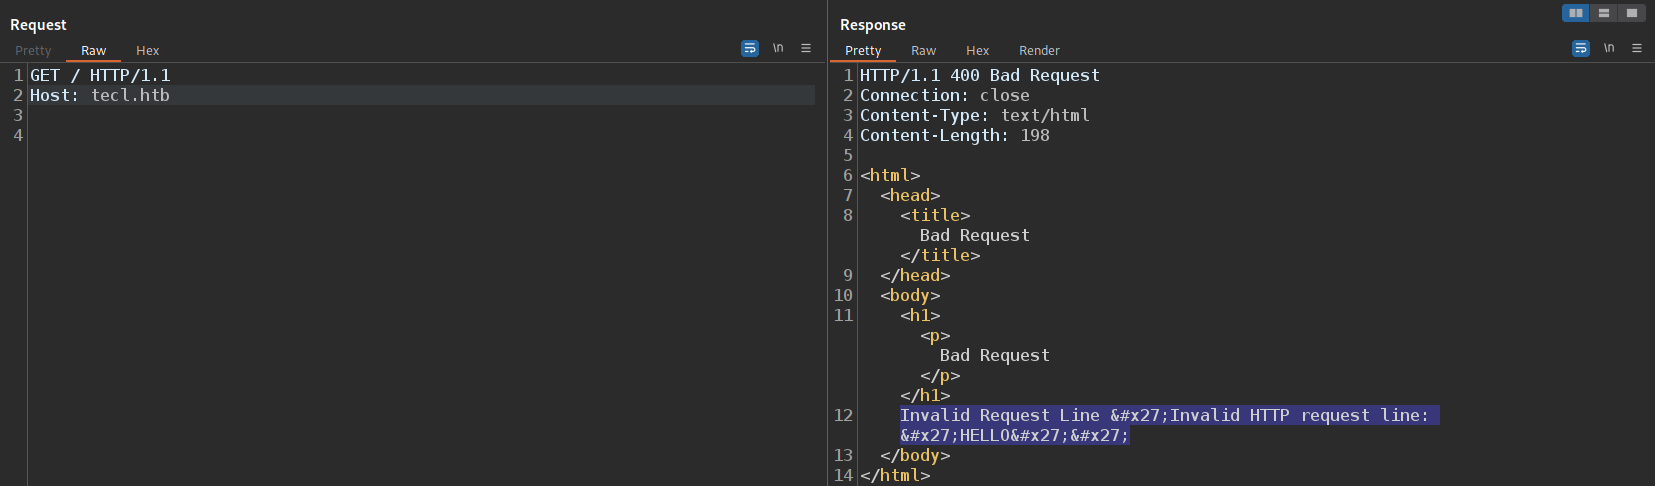 Request
Pretty Raw Hex \n
1 GET / HTTP/1.1
2 Host: tecl.htb
3
4
Response
Pretty Raw Hex Render \n
1 HTTP/1.1 400 Bad Request
2 Connection: close
3 Content-Type: text/html
4 Content-Length: 198
5
6 <html>
7 <head>
8 <title>
Bad Request
</title>
9 </head>
10 <body>
11 <h1>
<p>
Bad Request
</p>
</h1>
12 Invalid Request Line &#x27;Invalid HTTP request line:
&#x27;HELLO&#x27;&#x27;
13 </body>
14 </html>